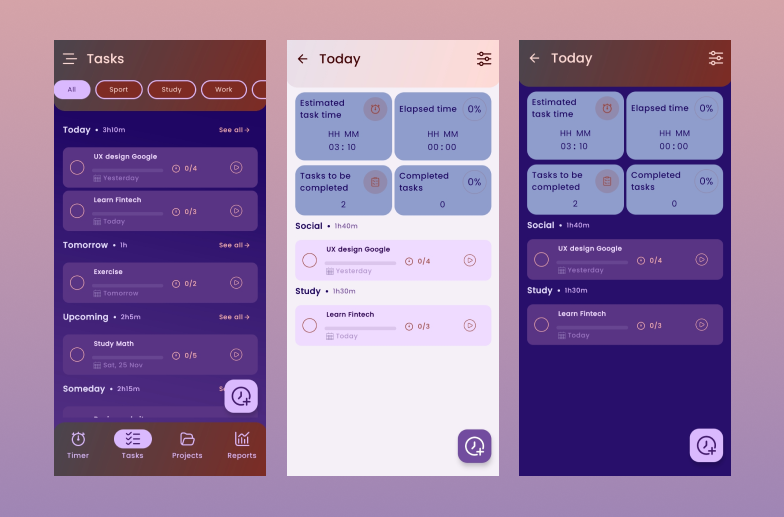 Tasks
All Sport Study Work
Today • 3h10m See all
UX design Google
0/4
Yesterday
Learn Fintech
0/3
Today
Tomorrow • 1h See all
Exercise
0/2
Tomorrow
Upcoming • 2h5m See all
Study Math
0/5
Sat, 25 Nov
Someday • 2h15m
Timer Tasks Projects Reports
Today
Estimated task time
HH MM
03 : 10
Elapsed time 0%
HH MM
00 : 00
Tasks to be completed
2
Completed tasks 0%
0
Social • 1h40m
UX design Google
0/4
Yesterday
Study • 1h30m
Learn Fintech
0/3
Today
Today
Estimated task time
HH MM
03 : 10
Elapsed time 0%
HH MM
00 : 00
Tasks to be completed
2
Completed tasks 0%
0
Social • 1h40m
UX design Google
0/4
Yesterday
Study • 1h30m
Learn Fintech
0/3
Today